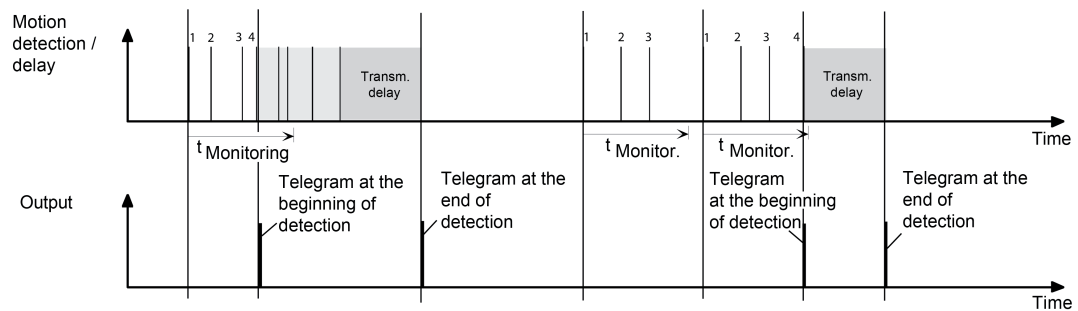 Motion
detection /
delay
1 2 3 4
Transm.
delay
1 2 3
1 2 3 4
Transm.
delay
Time
t Monitoring
t Monitor.
t Monitor.
Output
Telegram at the
beginning of
detection
Telegram at the
end of
detection
Telegram
at the beginning
of detection
Telegram at the
end of
detection
Time